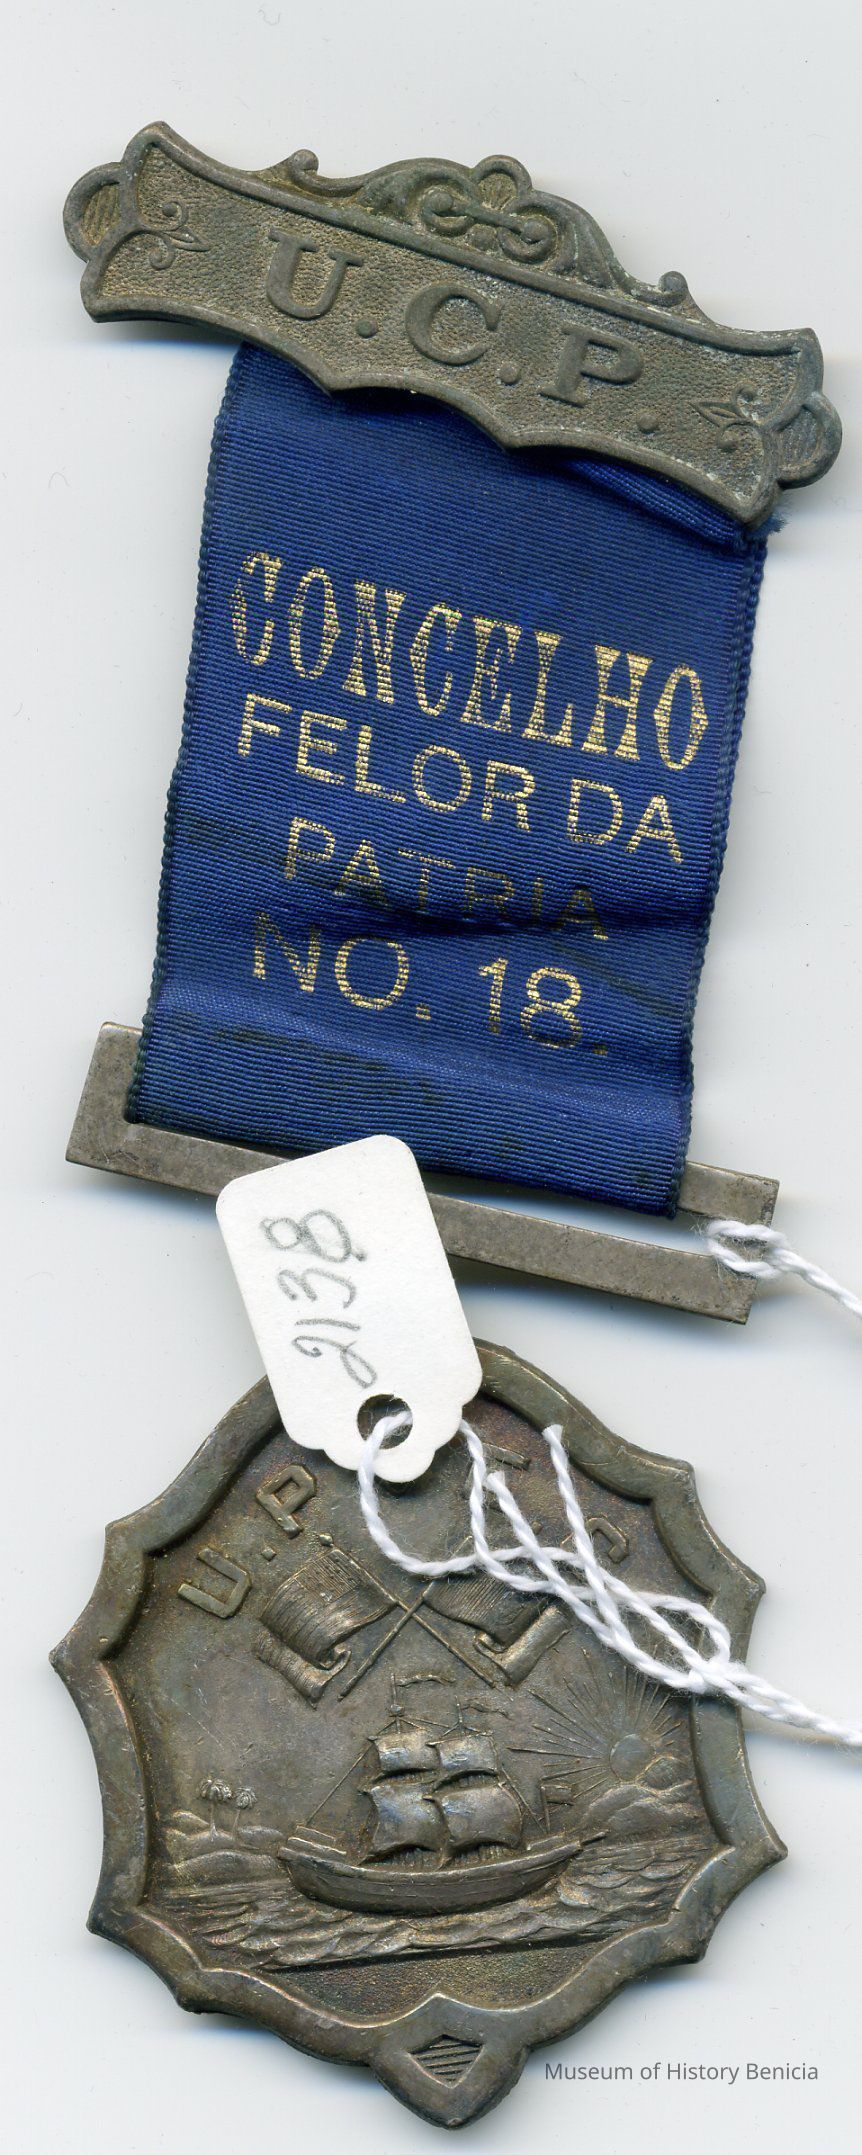 U.C.P.
CONCELHO
FELOR DA
PATRIA
NO. 18.
2138
U.P.
C
Museum of History Benicia